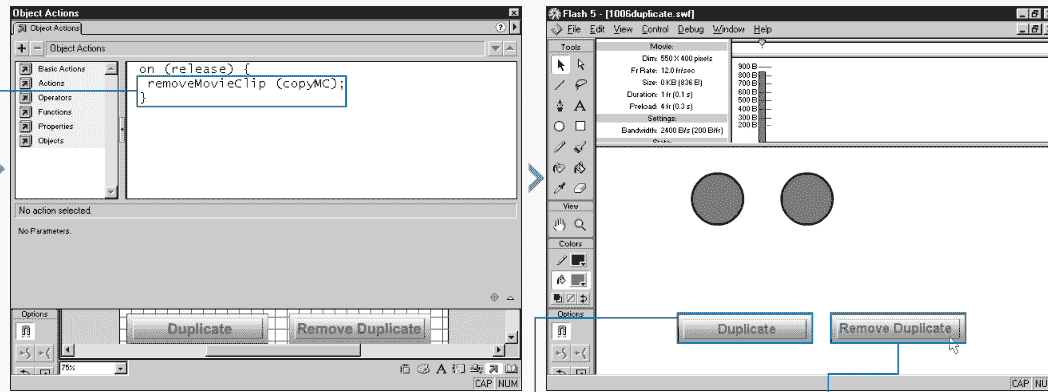 Object Actions
Object Actions
Object Actions
Basic Actions
Actions
Operators
Functions
Properties
Objects
on (release) {
removeMovieClip (copyMC);
}
No action selected.
No Parameters.
Options
Duplicate
Remove Duplicate
75%
CAP NUM
Flash 5 - [1006duplicate.swf]
File Edit View Control Debug Window Help
Tools
View
Colors
Options
Movie:
Dim: 550 X 400 pixels
Fr Rate: 12.0 fr/sec
Size: 0 KB (836 B)
Duration: 1 fr (0.1 s)
Preload: 4 fr (0.3 s)
Settings:
Bandwidth: 2400 B/s (200 B/fr)
State:
900 B
800 B
700 B
600 B
500 B
400 B
300 B
200 B
Duplicate
Remove Duplicate
CAP NU